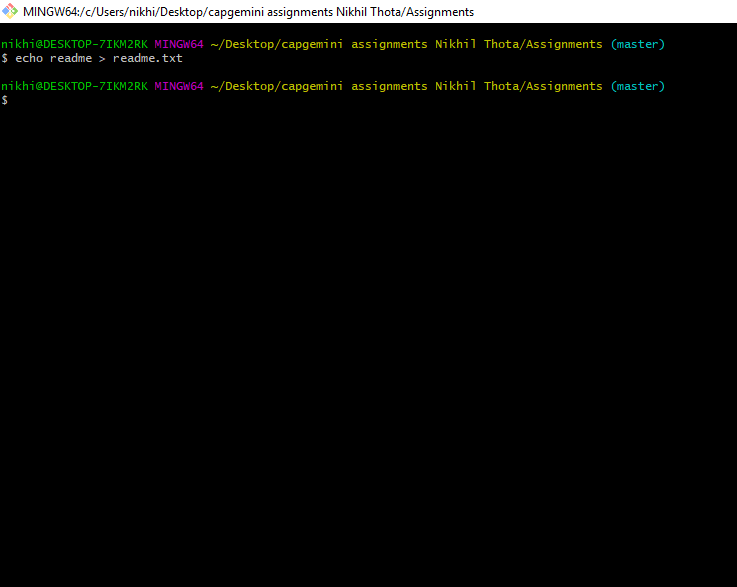 MINGW64:/c/Users/nikhi/Desktop/capgemini assignments Nikhil Thota/Assignments
nikhi@DESKTOP-7IKM2RK MINGW64 ~/Desktop/capgemini assignments Nikhil Thota/Assignments (master)
$ echo readme > readme.txt
nikhi@DESKTOP-7IKM2RK MINGW64 ~/Desktop/capgemini assignments Nikhil Thota/Assignments (master)
$